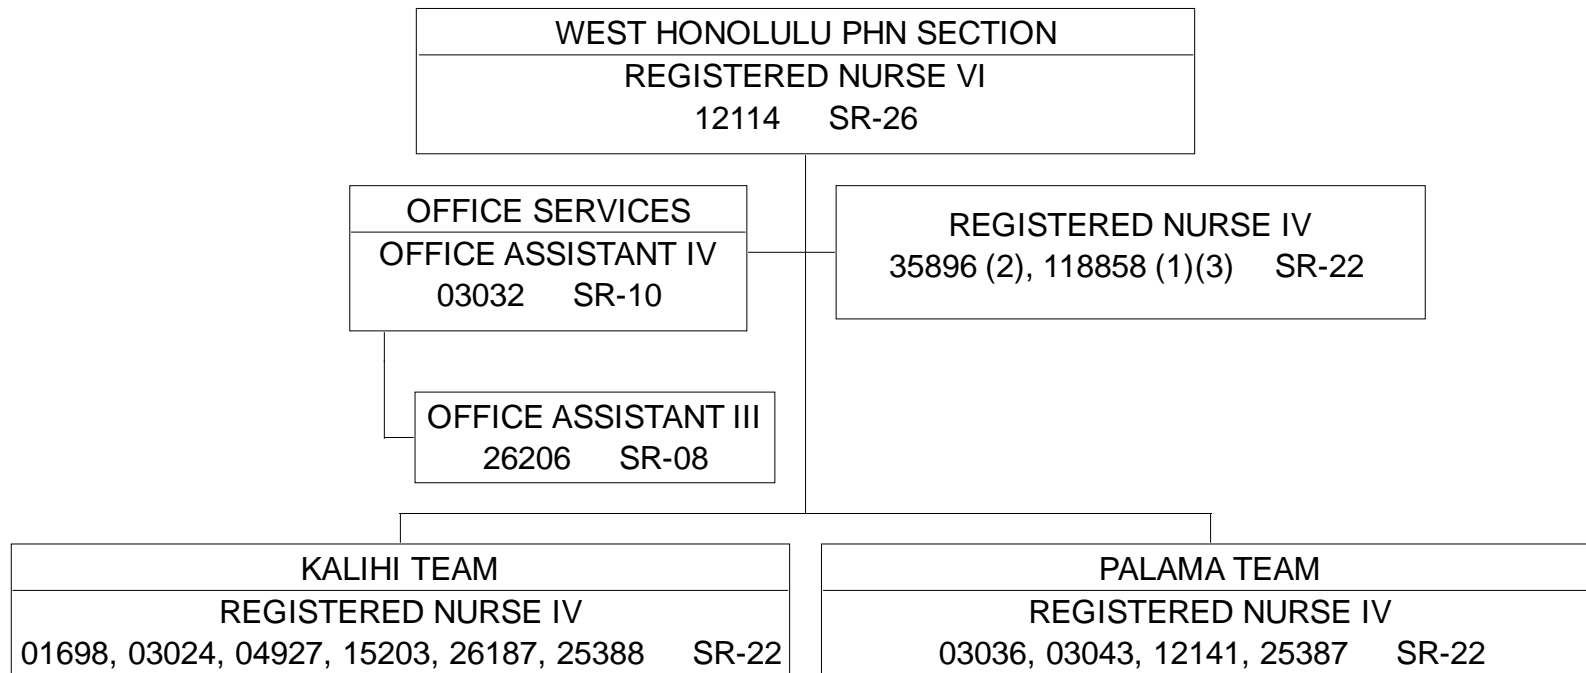 WEST HONOLULU PHN SECTION
REGISTERED NURSE VI
12114 SR-26
OFFICE SERVICES
OFFICE ASSISTANT IV
03032 SR-10
REGISTERED NURSE IV
35896 (2), 118858 (1)(3) SR-22
OFFICE ASSISTANT III
26206 SR-08
KALIHI TEAM
REGISTERED NURSE IV
01698, 03024, 04927, 15203, 26187, 25388 SR-22
PALAMA TEAM
REGISTERED NURSE IV
03036, 03043, 12141, 25387 SR-22